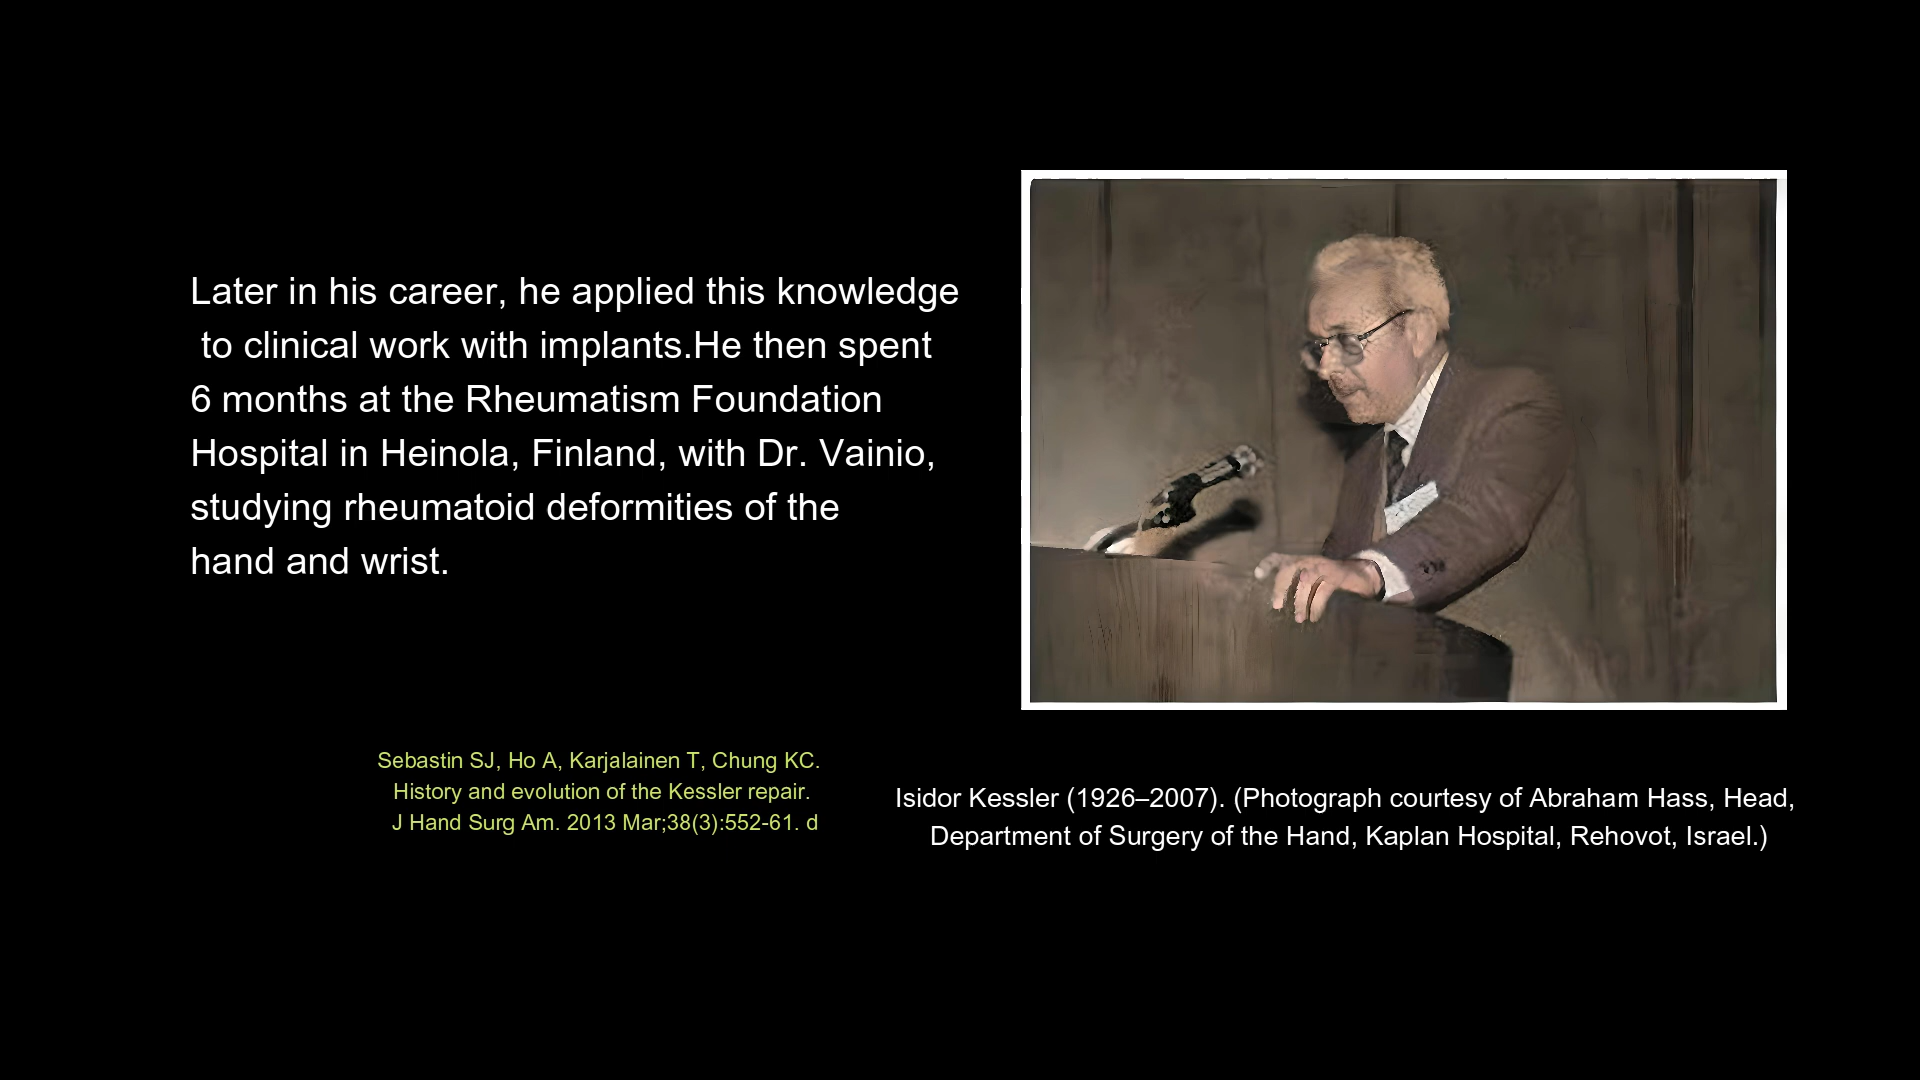 Later in his career, he applied this knowledge
to clinical work with implants.He then spent
6 months at the Rheumatism Foundation
Hospital in Heinola, Finland, with Dr. Vainio,
studying rheumatoid deformities of the
hand and wrist.
Sebastin SJ, Ho A, Karjalainen T, Chung KC.
History and evolution of the Kessler repair.
J Hand Surg Am. 2013 Mar;38(3):552-61. d
Isidor Kessler (1926–2007). (Photograph courtesy of Abraham Hass, Head,
Department of Surgery of the Hand, Kaplan Hospital, Rehovot, Israel.)